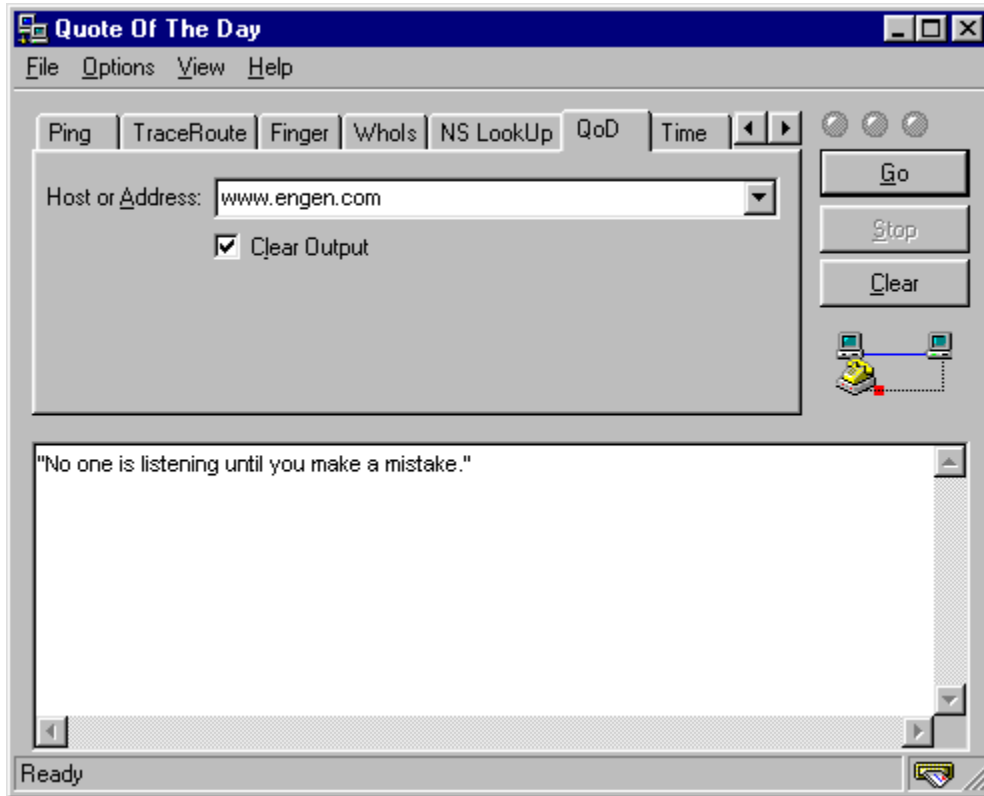 Quote Of The Day
File Options View Help
Ping TraceRoute Finger WhoIs NS LookUp QoD Time
Host or Address: www.engen.com
Go
Clear Output
Stop
Clear
"No one is listening until you make a mistake."
Ready